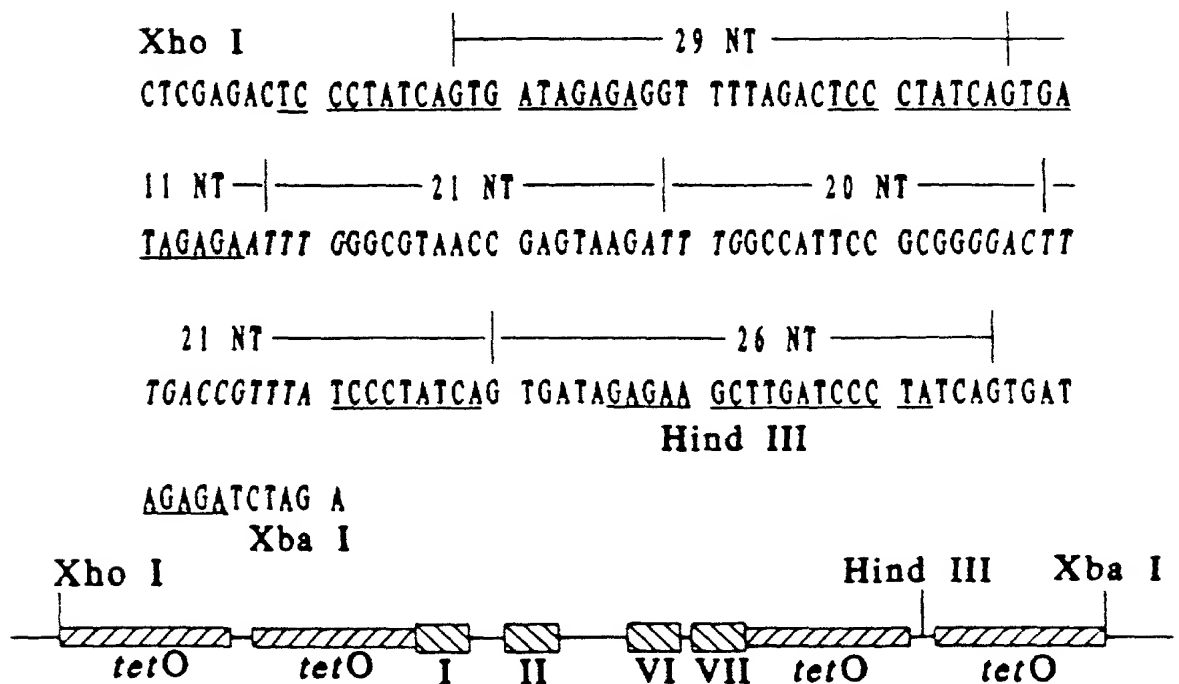 Xho I 29 NT
CTCGAGACTC CCTATCAGTG ATAGAGAGGT TTTAGACTCC CTATCAGTGA
11 NT 21 NT 20 NT
TAGAGAATTT GGGCGTAACC GAGTAAGATT TGGCCATTCC GCGGGGACTT
21 NT 26 NT
TGACCGTTTA TCCCTATCAG TGATAGAGAA GCTTGATCCC TATCAGTGAT
Hind III
AGAGATCTAG A
Xba I
Xho I Hind III Xba I
tetO tetO I II VI VII tetO tetO